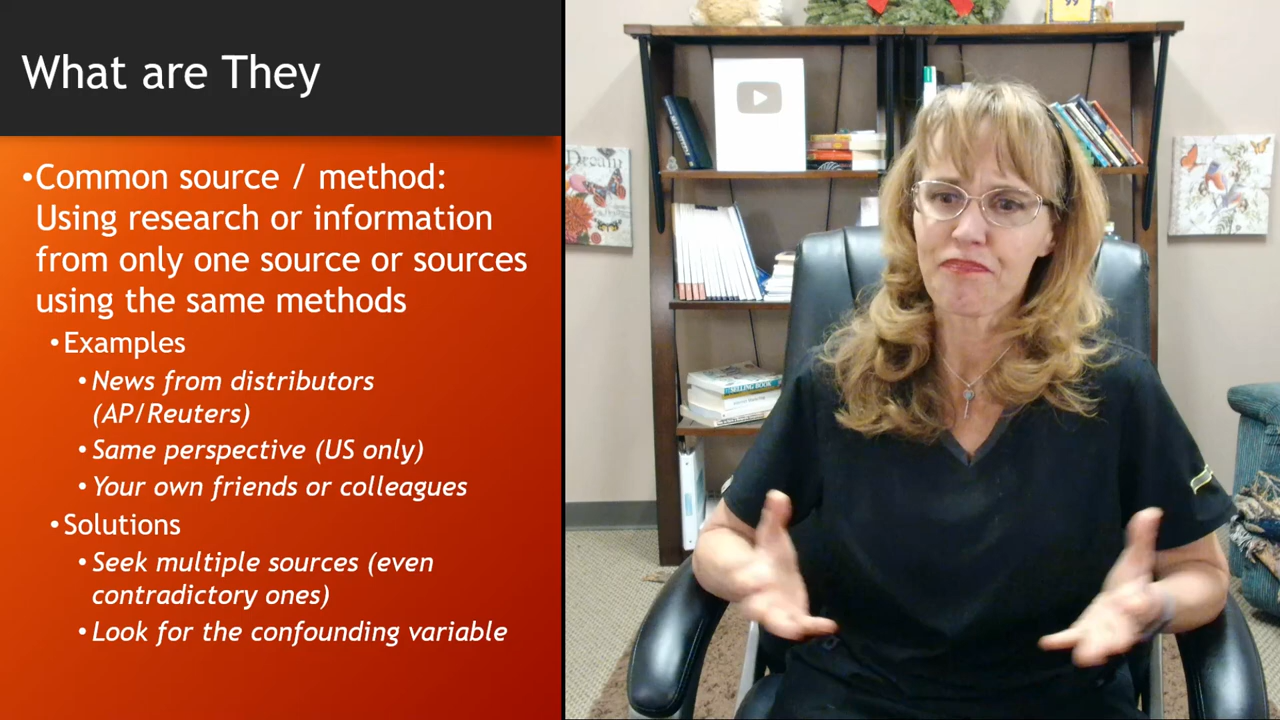 What are They
•Common source / method:
Using research or information
from only one source or sources
using the same methods
•Examples
•News from distributors
(AP/Reuters)
•Same perspective (US only)
•Your own friends or colleagues
•Solutions
•Seek multiple sources (even
contradictory ones)
•Look for the confounding variable
Dream
99